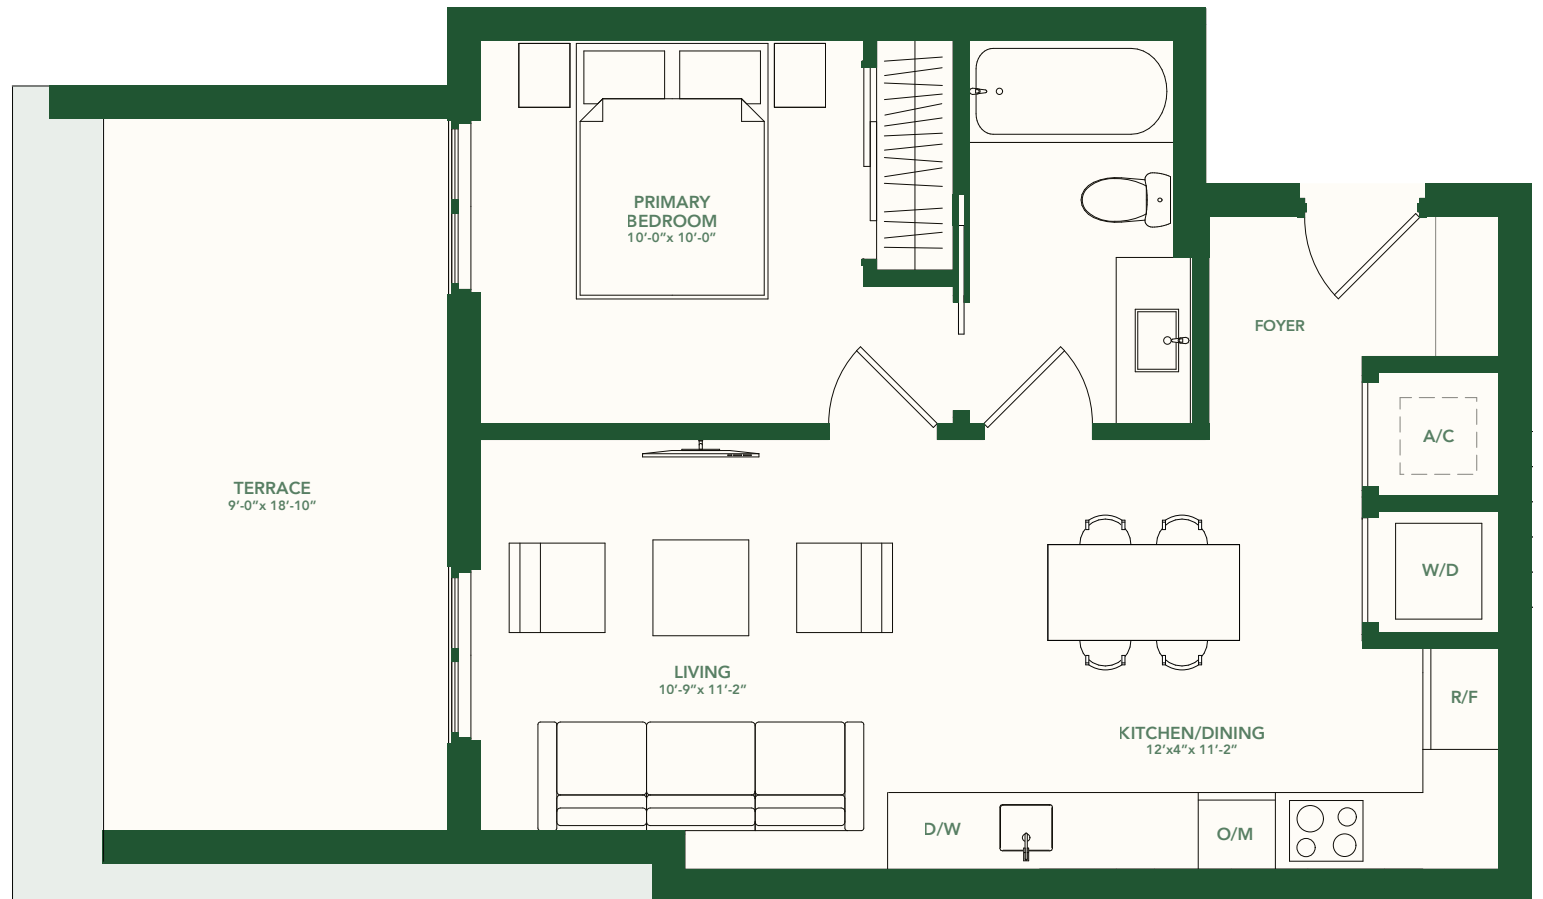 PRIMARY
BEDROOM
10’-0”x 10’-0”
FOYER
A/C
TERRACE
9’-0”x 18’-10”
W/D
LIVING
10’-9”x 11’-2”
R/F
KITCHEN/DINING
12’x4”x 11’-2”
D/W
O/M